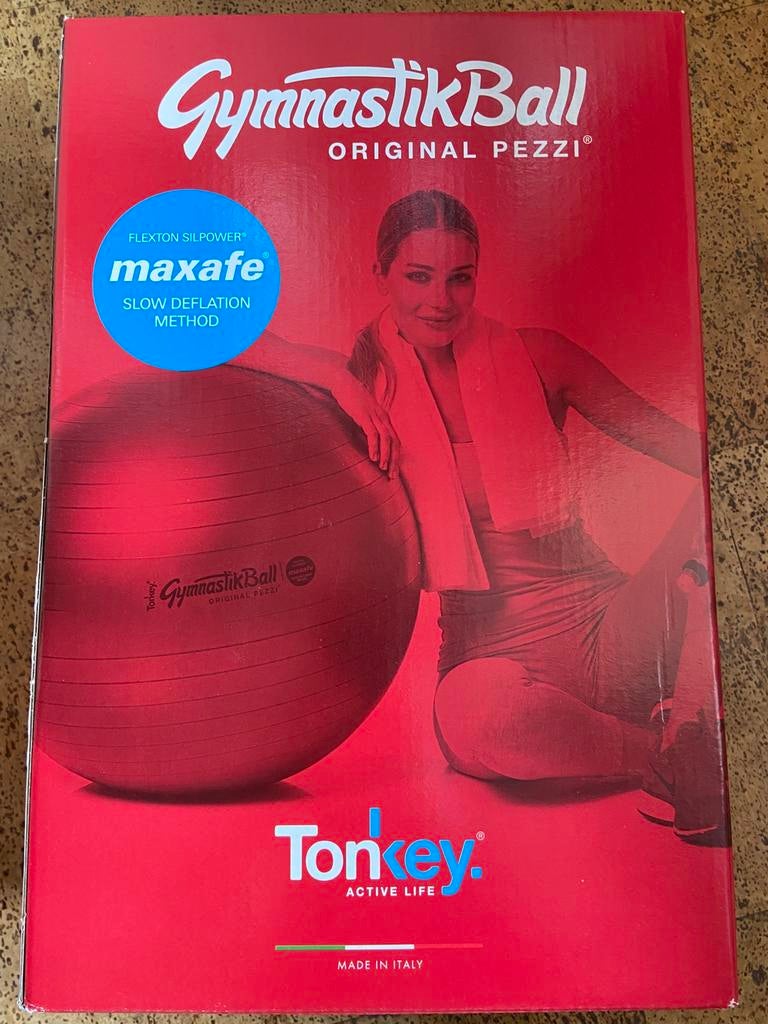 GymnastikBall
ORIGINAL PEZZI®
FLEXTON SILPOWER®
maxafe®
SLOW DEFLATION
METHOD
Tonkey.
GymnastikBall
ORIGINAL PEZZI
maxafe
Tonkey.®
ACTIVE LIFE
MADE IN ITALY